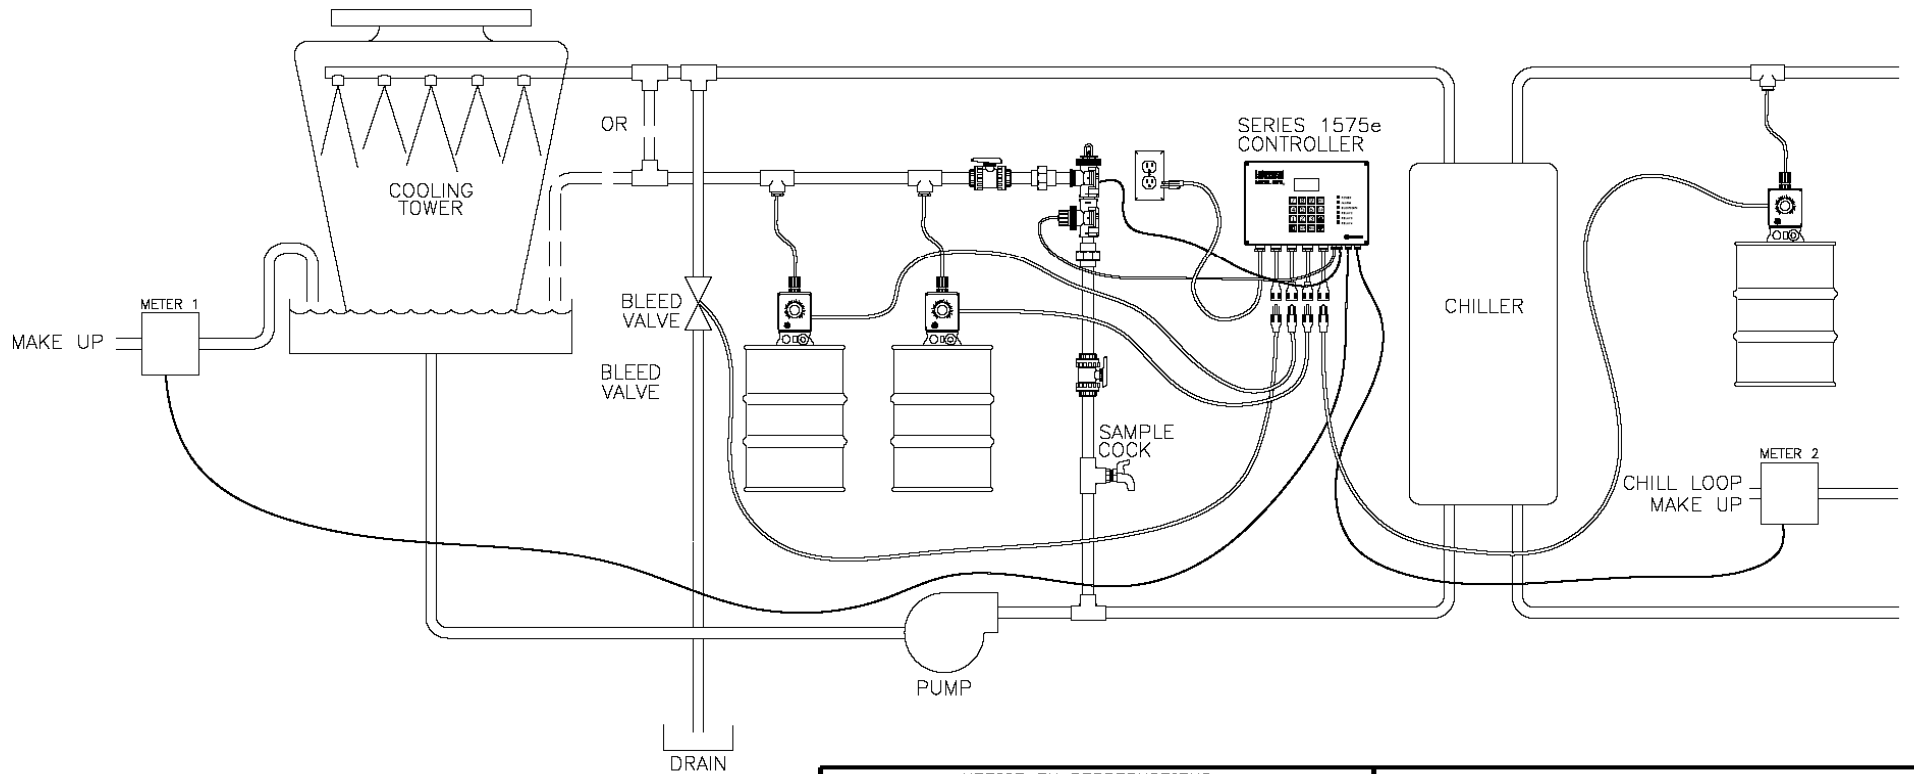 SERIES 1575e
CONTROLLER
OR
COOLING
TOWER
METER 1
MAKE UP
BLEED
VALVE
BLEED
VALVE
CHILLER
SAMPLE
COCK
METER 2
CHILL LOOP
MAKE UP
PUMP
DRAIN